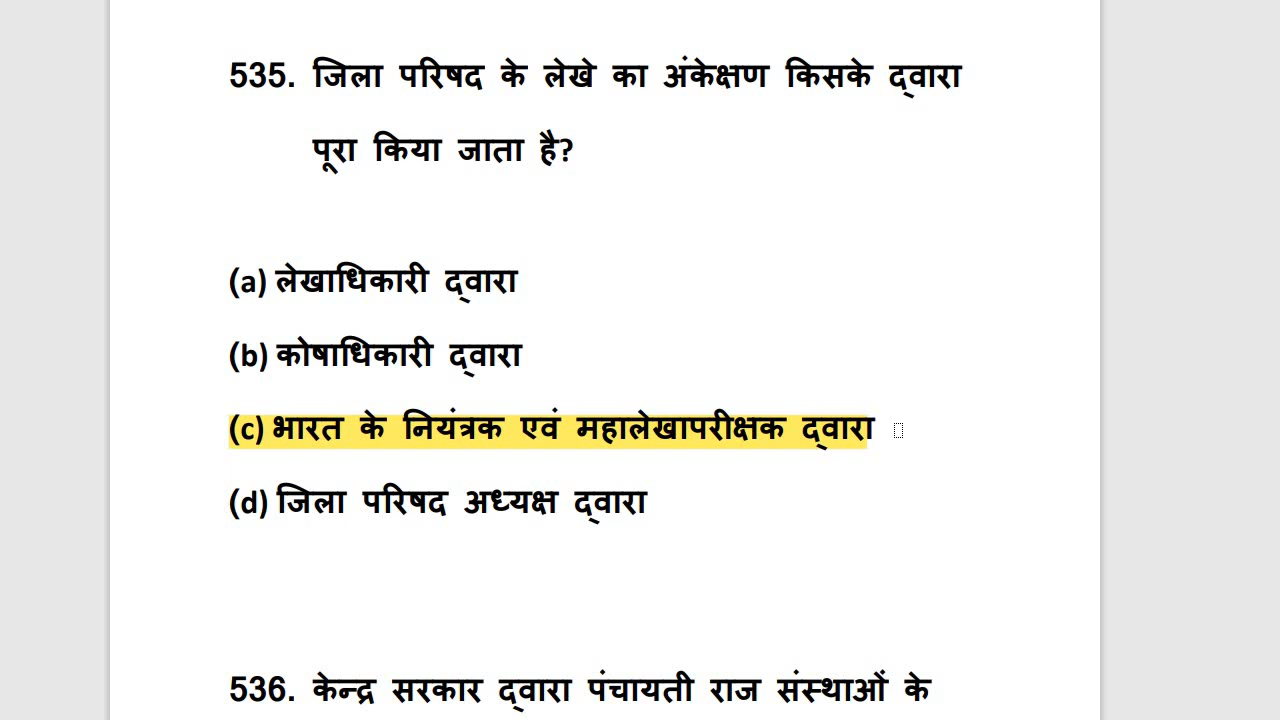 535. जिला परिषद के लेखे का अंकेक्षण किसके द्वारा
पूरा किया जाता है?
(a) लेखाधिकारी द्वारा
(b) कोषाधिकारी द्वारा
(c) भारत के नियंत्रक एवं महालेखापरीक्षक द्वारा
(d) जिला परिषद अध्यक्ष द्वारा
536. केन्द्र सरकार द्वारा पंचायती राज संस्थाओं के